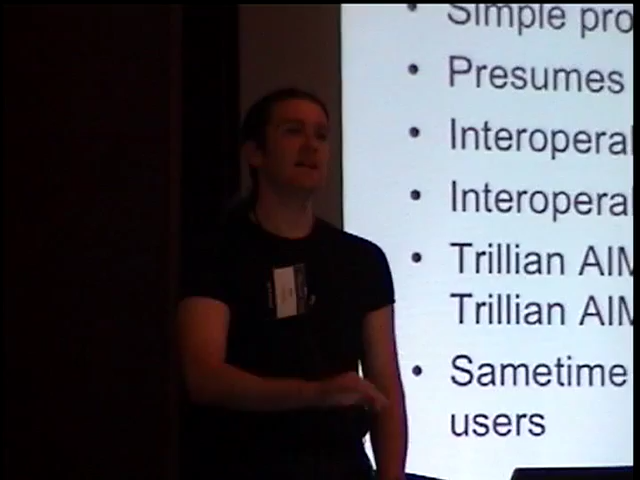 • Simple pro
• Presumes
• Interopera
• Interopera
• Trillian AIM
Trillian AIM
• Sametime
users